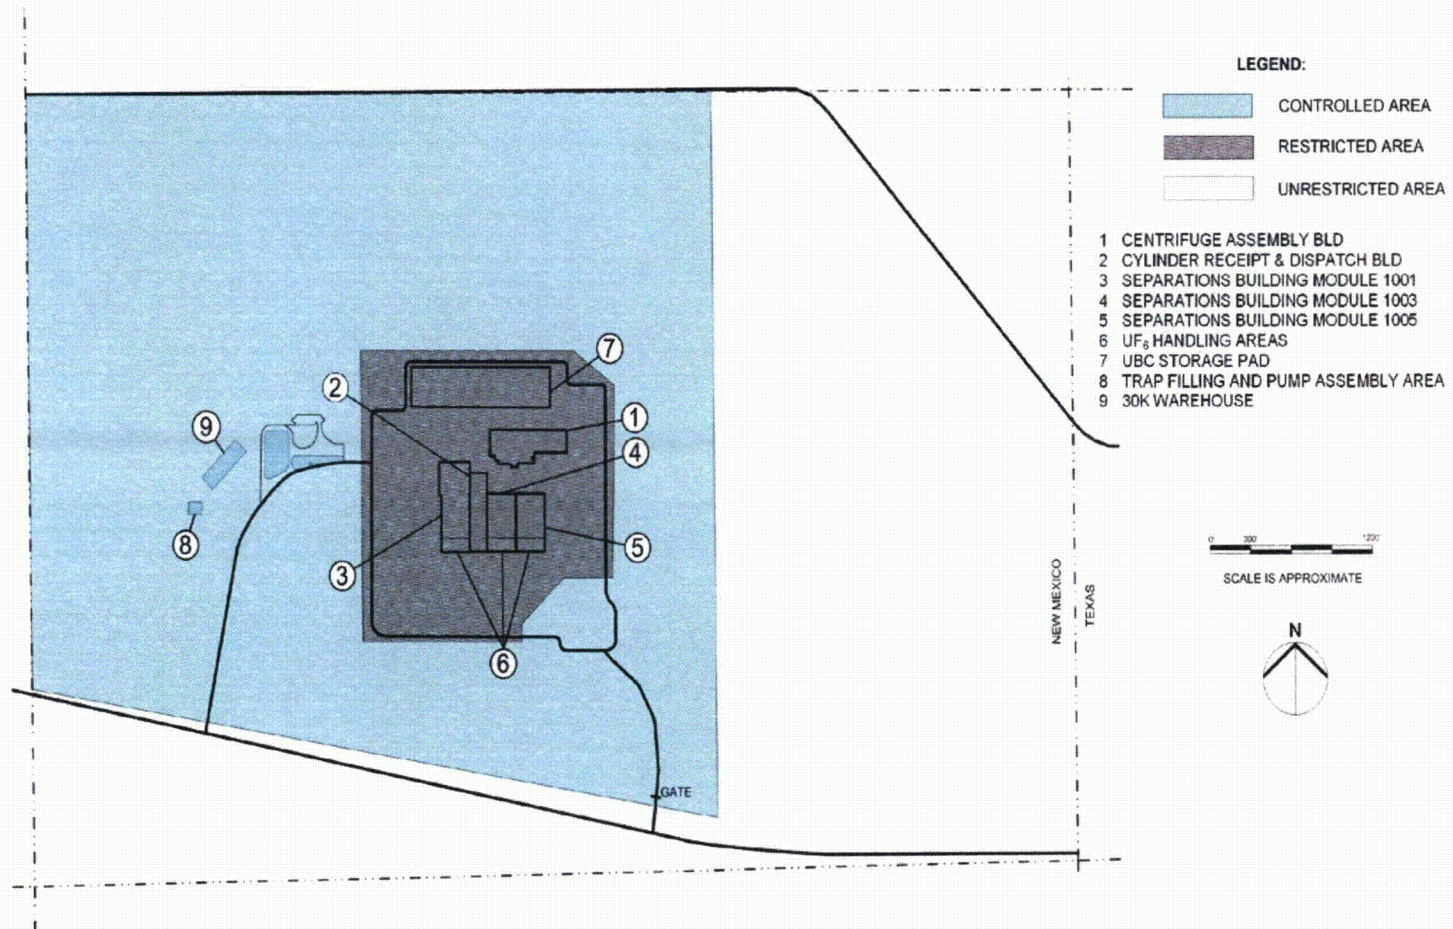 LEGEND:
CONTROLLED AREA
RESTRICTED AREA
UNRESTRICTED AREA
1 CENTRIFUGE ASSEMBLY BLD
2 CYLINDER RECEIPT & DISPATCH BLD
3 SEPARATIONS BUILDING MODULE 1001
4 SEPARATIONS BUILDING MODULE 1003
5 SEPARATIONS BUILDING MODULE 1005
6 UF₆ HANDLING AREAS
7 UBC STORAGE PAD
8 TRAP FILLING AND PUMP ASSEMBLY AREA
9 30K WAREHOUSE
7
2
1
9
4
8
5
3
6
GATE
NEW MEXICO
TEXAS
0 300 1200
SCALE IS APPROXIMATE
N